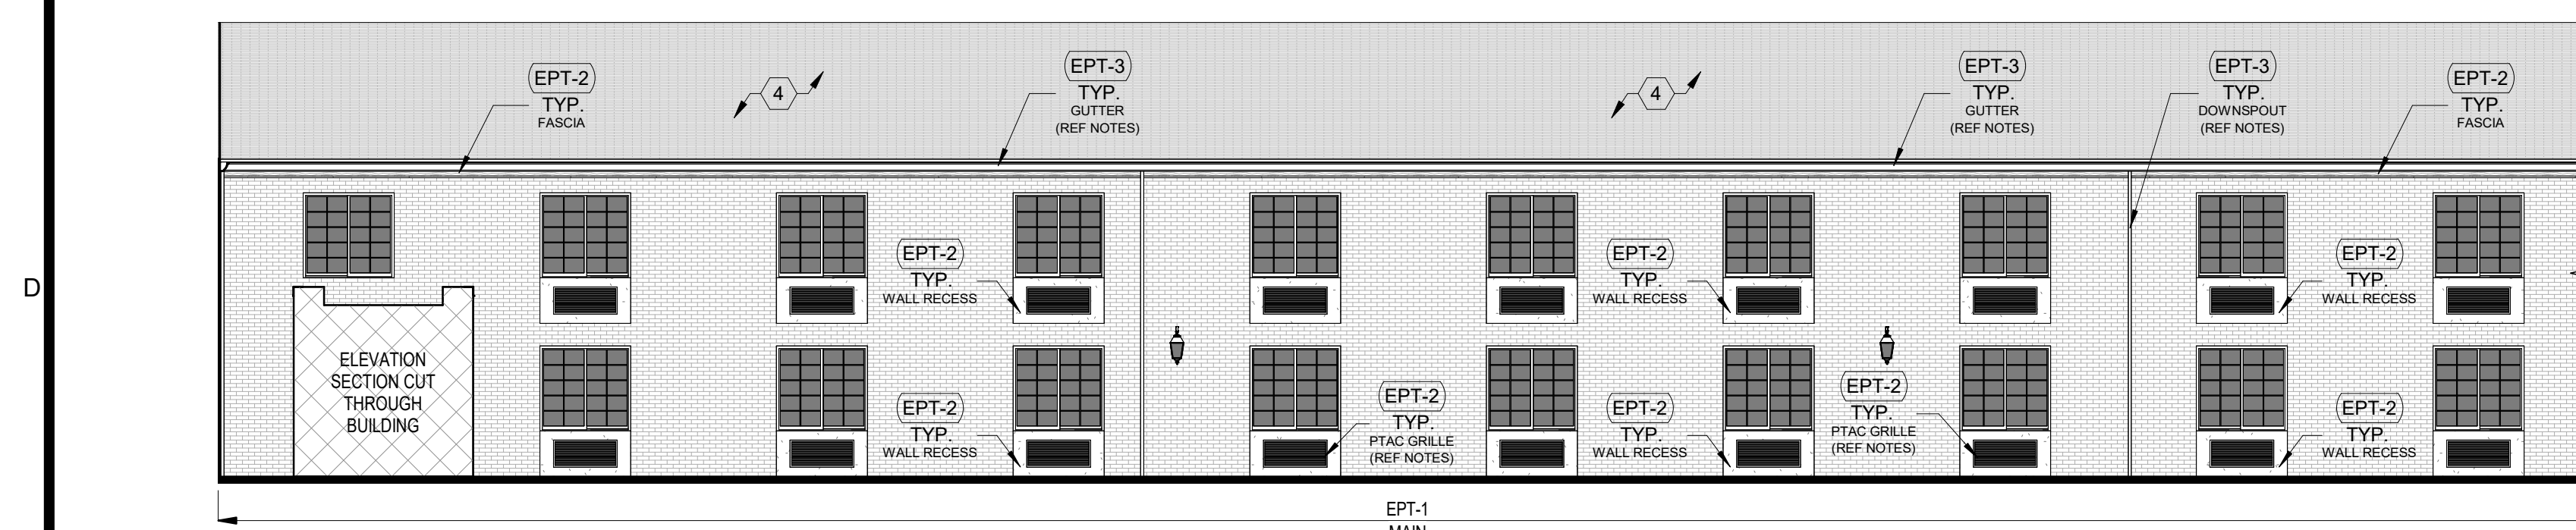 EPT-2
TYP.
FASCIA
4
EPT-3
TYP.
GUTTER
(REF NOTES)
4
EPT-3
TYP.
GUTTER
(REF NOTES)
EPT-3
TYP.
DOWNSPOUT
(REF NOTES)
EPT-2
TYP.
FASCIA
D
EPT-2
TYP.
WALL RECESS
EPT-2
TYP.
WALL RECESS
EPT-2
TYP.
WALL RECESS
ELEVATION
SECTION CUT
THROUGH
BUILDING
EPT-2
TYP.
WALL RECESS
EPT-2
TYP.
PTAC GRILLE
(REF NOTES)
EPT-2
TYP.
WALL RECESS
EPT-2
TYP.
PTAC GRILLE
(REF NOTES)
EPT-2
TYP.
WALL RECESS
EPT-1
MAIN